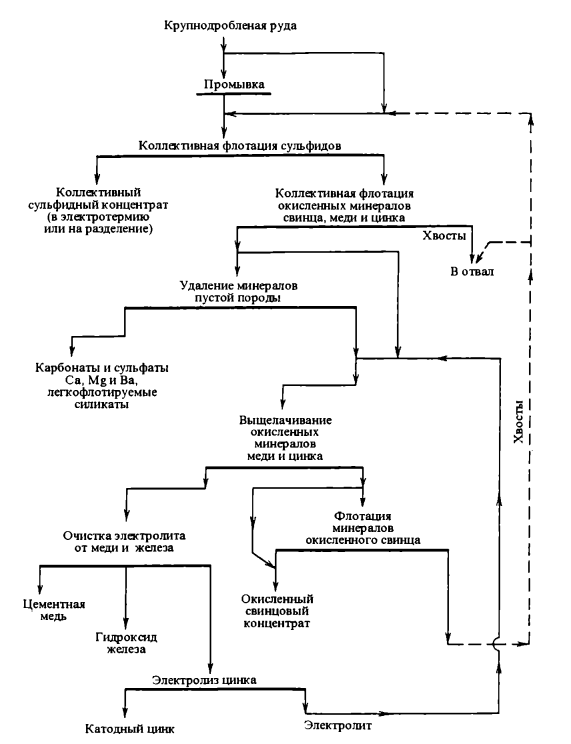 Крупнодробленая руда
Промывка
Коллективная флотация сульфидов
Коллективный
сульфидный концентрат
(в электротермию
или на разделение)
Коллективная флотация
окисленных минералов
свинца, меди и цинка
Хвосты
В отвал
Удаление минералов
пустой породы
Карбонаты и сульфаты
Ca, Mg и Ba,
легкофлотируемые
силикаты
Хвосты
Выщелачивание
окисленных
минералов
меди и цинка
Очистка электролита
от меди и железа
Флотация
минералов
окисленного свинца
Цементная
медь
Гидроксид
железа
Окисленный
свинцовый
концентрат
Электролиз цинка
Катодный цинк
Электролит